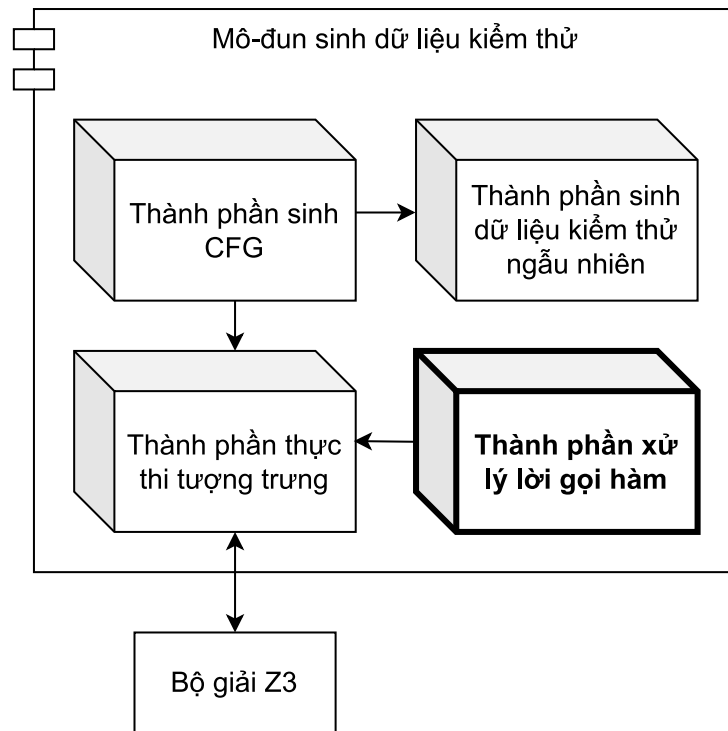 Mô-đun sinh dữ liệu kiểm thử
Thành phần sinh
CFG
Thành phần sinh
dữ liệu kiểm thử
ngẫu nhiên
Thành phần thực
thi tượng trưng
Thành phần xử
lý lời gọi hàm
Bộ giải Z3